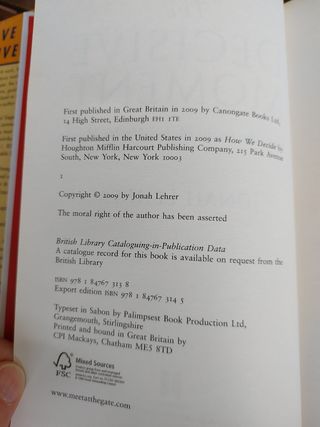 First published in Great Britain in 2009 by Canongate Books Ltd,
14 High Street, Edinburgh EH1 1TE
First published in the United States in 2009 as How We Decide by
Houghton Mifflin Harcourt Publishing Company, 215 Park Avenue
South, New York, New York 10003
1
Copyright © 2009 by Jonah Lehrer
The moral right of the author has been asserted
British Library Cataloguing-in-Publication Data
A catalogue record for this book is available on request from the
British Library
ISBN 978 1 84767 313 8
Export edition ISBN 978 1 84767 314 5
Typeset in Sabon by Palimpsest Book Production Ltd,
Grangemouth, Stirlingshire
Printed and bound in Great Britain by
CPI Mackays, Chatham ME5 8TD
FSC
Mixed Sources
www.meetatthegate.com